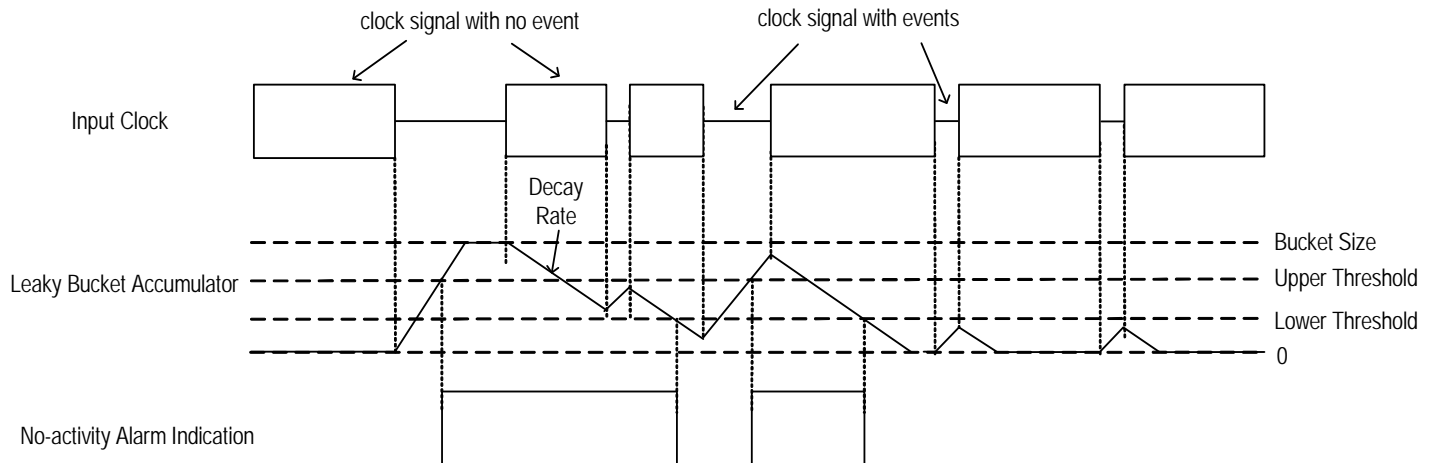 clock signal with no event
clock signal with events
Input Clock
Decay
Rate
Bucket Size
Leaky Bucket Accumulator
Upper Threshold
Lower Threshold
0
No-activity Alarm Indication